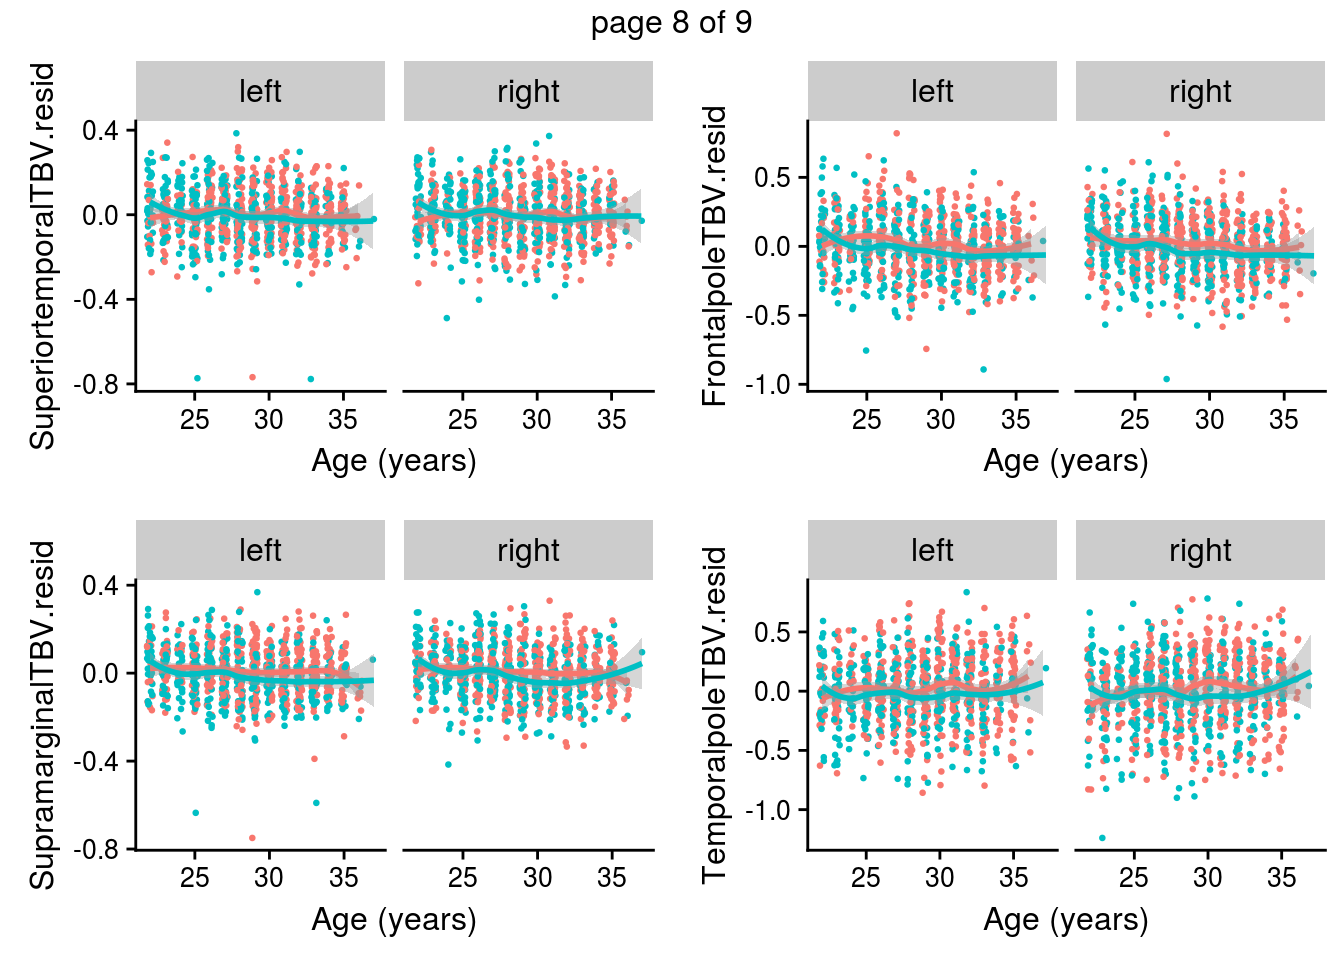 page 8 of 9
SuperiortemporalTBV.resid
left
right
0.4
0.0
-0.4
-0.8
25
30
35
25
30
35
Age (years)
FrontalpoleTBV.resid
left
right
0.5
0.0
-0.5
-1.0
25
30
35
25
30
35
Age (years)
SupramarginalTBV.resid
left
right
0.4
0.0
-0.4
-0.8
25
30
35
25
30
35
Age (years)
TemporalpoleTBV.resid
left
right
0.5
0.0
-0.5
-1.0
25
30
35
25
30
35
Age (years)